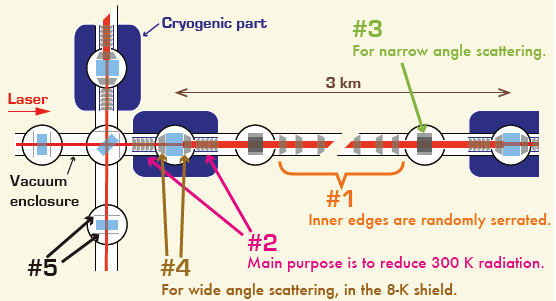 Cryogenic part
#3
For narrow angle scattering.
Laser
3 km
Vacuum
enclosure
#1
Inner edges are randomly serrated.
#2
Main purpose is to reduce 300 K radiation.
#5
#4
For wide angle scattering, in the 8-K shield.